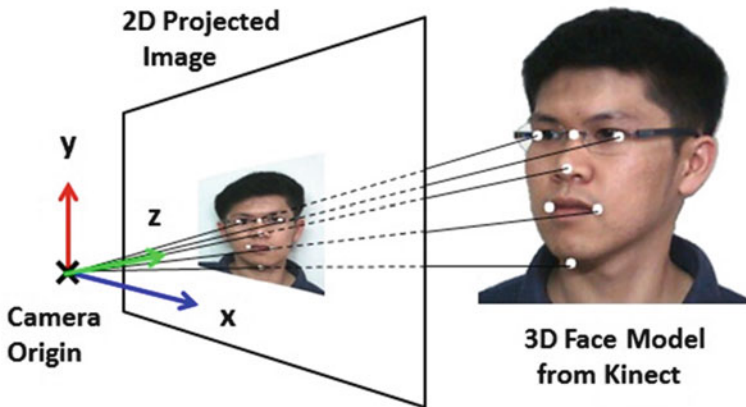 2D Projected
Image
y
z
x
Camera
Origin
3D Face Model
from Kinect